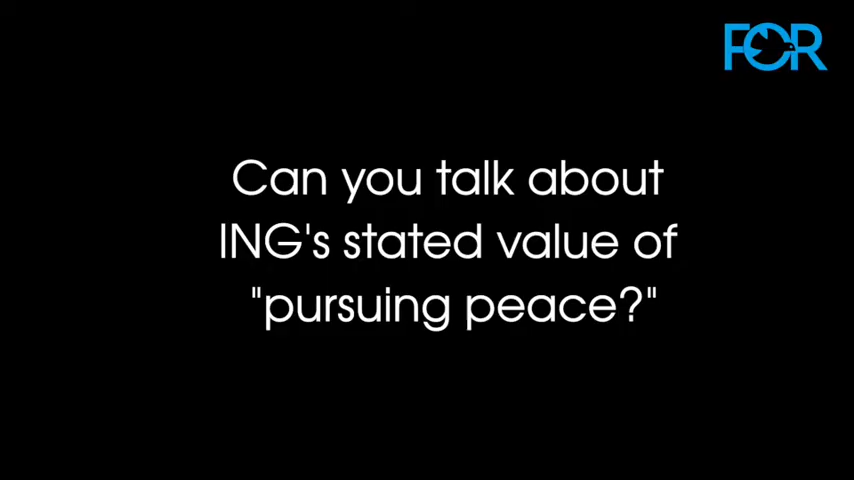 FOR
Can you talk about
ING's stated value of
"pursuing peace?"